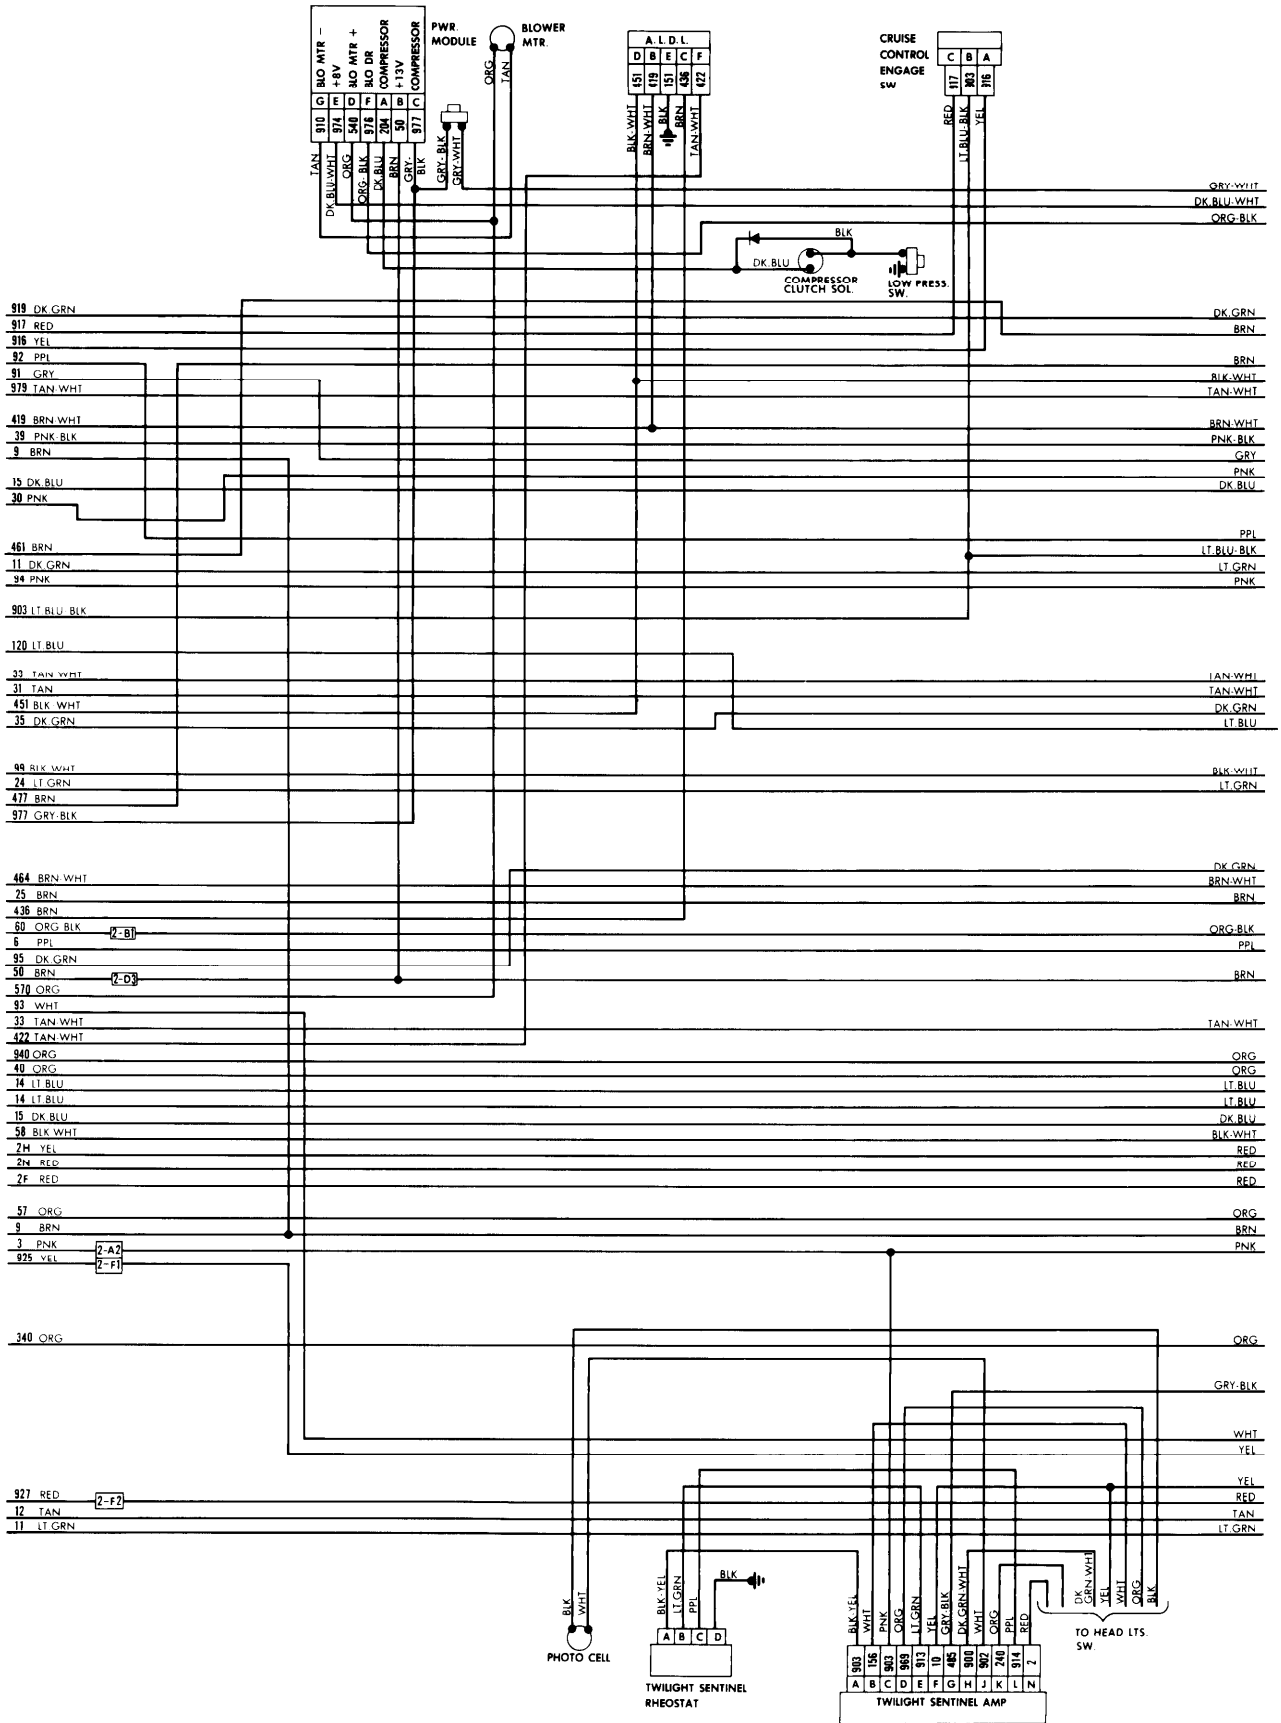 PWR. MODULE
BLOWER MTR.
BLO MTR -
+8V
BLO MTR +
BLO DR
COMPRESSOR
+13V
COMPRESSOR
G E D F A B C
910 974 540 976 204 50 977
TAN
DK.BLU-WHT
ORG
ORG-BLK
DK.BLU
BRN
GRY-BLK
GRY-BLK
GRY-WHT
ORG
TAN
A.L.D.L.
D B E C F
451 419 151 436 422
BLK-WHT
BRN-WHT
BLK
BRN
TAN-WHT
CRUISE CONTROL ENGAGE SW
C B A
917 903 916
RED
LT.BLU-BLK
YEL
GRY-WHT
DK.BLU-WHT
ORG-BLK
BLK
DK.BLU
COMPRESSOR CLUTCH SOL.
LOW PRESS. SW.
919 DK.GRN
DK.GRN
917 RED
BRN
916 YEL
92 PPL
BRN
91 GRY
BLK-WHT
979 TAN-WHT
TAN-WHT
419 BRN-WHT
BRN-WHT
39 PNK-BLK
PNK-BLK
9 BRN
GRY
PNK
15 DK.BLU
DK.BLU
30 PNK
PPL
461 BRN
LT.BLU-BLK
11 DK.GRN
LT.GRN
94 PNK
PNK
903 LT BLU-BLK
120 LT.BLU
33 TAN WHT
TAN-WHT
31 TAN
TAN-WHT
451 BLK-WHT
DK.GRN
35 DK.GRN
LT.BLU
99 BLK WHT
BLK-WHT
24 LT GRN
LT.GRN
477 BRN
977 GRY-BLK
DK.GRN
464 BRN-WHT
BRN-WHT
25 BRN
BRN
436 BRN
60 ORG BLK
2-B1
ORG-BLK
6 PPL
PPL
95 DK.GRN
50 BRN
2-D3
BRN
570 ORG
93 WHT
33 TAN-WHT
TAN-WHT
422 TAN-WHT
940 ORG
ORG
40 ORG
ORG
14 LT BLU
LT.BLU
14 LT.BLU
LT.BLU
15 DK.BLU
DK.BLU
58 BLK WHT
BLK-WHT
2H YEL
RED
2N RED
RED
2F RED
RED
57 ORG
ORG
9 BRN
BRN
3 PNK
2-A2
PNK
925 YEL
2-F1
340 ORG
ORG
GRY-BLK
WHT
YEL
YEL
927 RED
2-F2
RED
12 TAN
TAN
11 LT GRN
LT.GRN
BLK
WHT
PHOTO CELL
BLK-YEL
LT.GRN
PPL
BLK
A B C D
TWILIGHT SENTINEL RHEOSTAT
BLK-YEL
WHT
PNK
ORG
LT.GRN
YEL
GRY-BLK
DK.GRN-WHT
WHT
ORG
PPL
RED
DK GRN-WHT
YEL
WHT
ORG
BLK
TO HEAD LTS. SW.
903 156 903 969 913 10 485 900 902 240 914 2
A B C D E F G H J K L N
TWILIGHT SENTINEL AMP